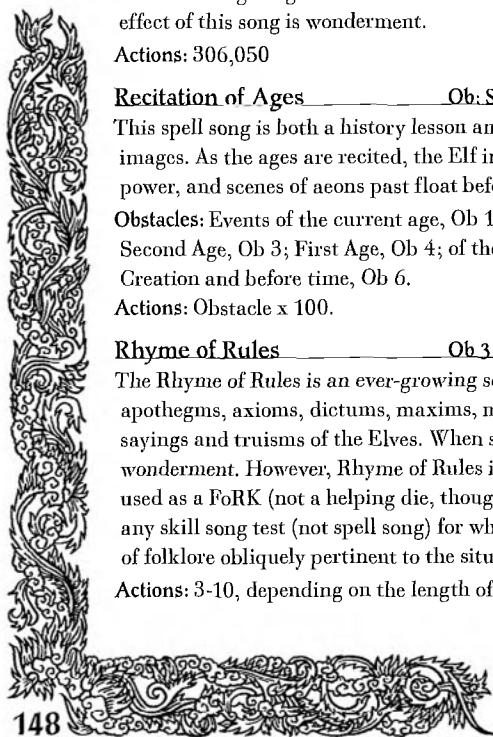 effect of this song is wonderment.
Actions: 306,050
Recitation of Ages Ob: S
This spell song is both a history lesson an
images. As the ages are recited, the Elf in
power, and scenes of aeons past float bef
Obstacles: Events of the current age, Ob 1
Second Age, Ob 3; First Age, Ob 4; of the
Creation and before time, Ob 6.
Actions: Obstacle x 100.
Rhyme of Rules Ob 3
The Rhyme of Rules is an ever-growing s
apothegms, axioms, dictums, maxims, n
sayings and truisms of the Elves. When s
wonderment. However, Rhyme of Rules i
used as a FoRK (not a helping die, thoug
any skill song test (not spell song) for wh
of folklore obliquely pertinent to the situ
Actions: 3-10, depending on the length of
148